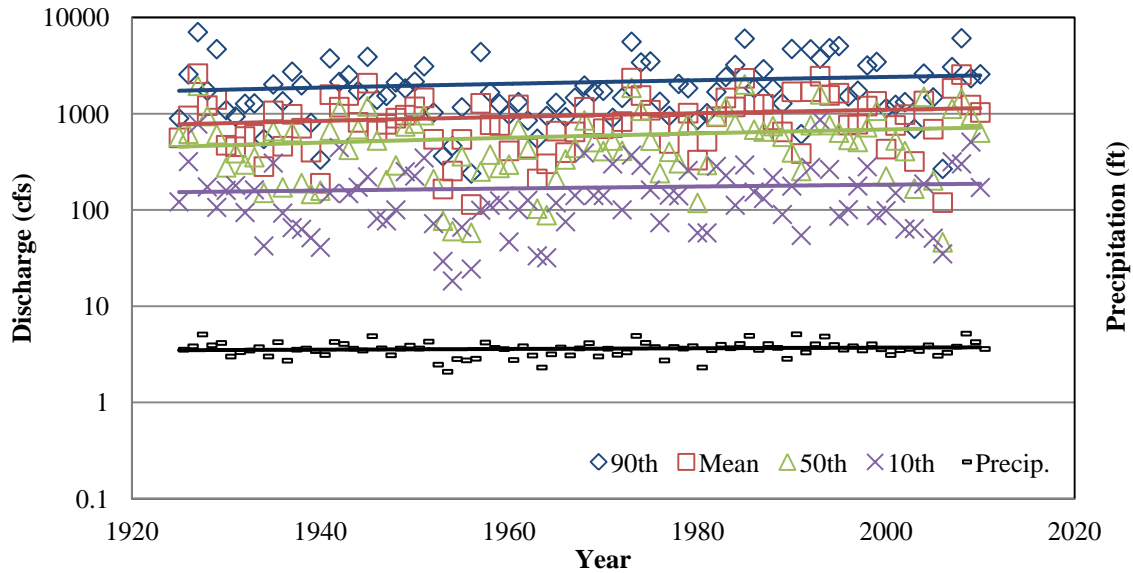 10000
1000
100
10
1
0.1
Discharge (cfs)
Precipitation (ft)
90th Mean 50th 10th Precip.
1920 1940 1960 1980 2000 2020
Year